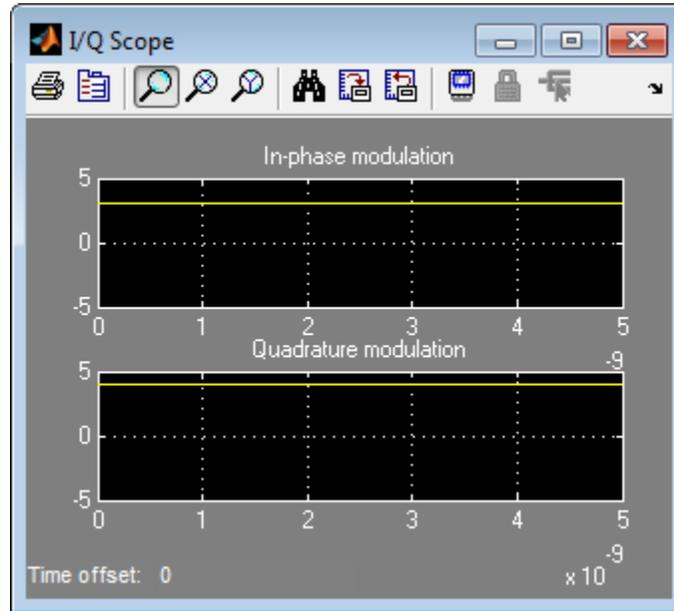 I/Q Scope
In-phase modulation
5
0
-5
0 1 2 3 4 5
-9
Quadrature modulation
5
0
-5
0 1 2 3 4 5
-9
Time offset: 0 x 10